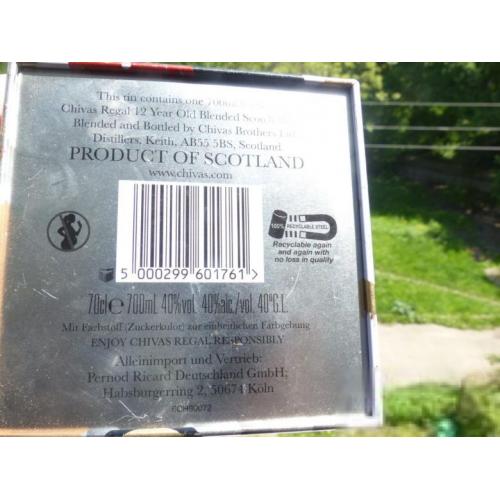 This tin contains one 700ml
Chivas Regal 12 Year Old Blended Scotch
Blended and Bottled by Chivas Brothers Ltd.
Distillers, Keith, AB55 5BS, Scotland.
PRODUCT OF SCOTLAND
www.chivas.com
100% RECYCLABLE STEEL
Recyclable again
and again with
no loss in quality
5 000299 601761 >
70cl e 700mL 40%vol. 40%alc./vol. 40°G.L.
Mit Farbstoff (Zuckerkulör) zur einheitlichen Farbgebung
ENJOY CHIVAS REGAL RESPONSIBLY
Alleinimport und Vertrieb:
Pernod Ricard Deutschland GmbH,
Habsburgerring 2, 50674 Köln